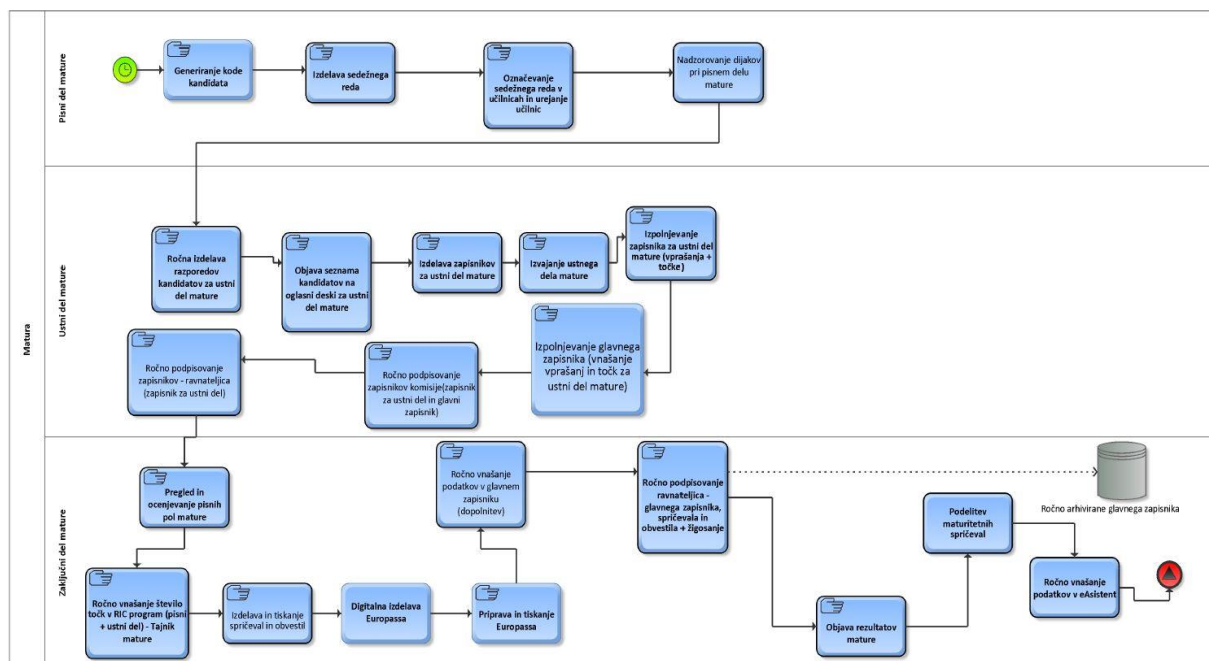 Matura
Pisni del mature
Generiranje kode
kandidata
Izdelava sedežnega
reda
Označevanje
sedežnega reda v
učilnicah in urejanje
učilnic
Nadzorovanje dijakov
pri pisnem delu
mature
Ustni del mature
Ročna izdelava
razporedov
kandidatov za ustni
del mature
Objava seznama
kandidatov na
oglasni deski za ustni
del mature
Izdelava zapisnikov
za ustni del mature
Izvajanje ustnega
dela mature
Izpolnjevanje
zapisnika za ustni del
mature (vprašanja +
točke)
Izpolnjevanje glavnega
zapisnika (vnašanje
vprašanj in točk za
ustni del mature)
Ročno podpisovanje
zapisnikov komisije(zapisnik
za ustni del in glavni
zapisnik)
Ročno podpisovanje
zapisnikov - ravnateljica
(zapisnik za ustni del)
Zaključni del mature
Pregled in
ocenjevanje pisnih
pol mature
Ročno vnašanje število
točk v RIC program (pisni
+ ustni del) - Tajnik
mature
Izdelava in tiskanje
spričeval in obvestil
Digitalna izdelava
Europassa
Priprava in tiskanje
Europassa
Ročno vnašanje
podatkov v glavnem
zapisniku
(dopolnitev)
Ročno podpisovanje
ravnateljica -
glavnega zapisnika,
spričevala in
obvestila + žigosanje
Ročno arhivirane glavnega zapisnika
Objava rezultatov
mature
Podelitev
maturitetnih
spričeval
Ročno vnašanje
podatkov v eAsistent